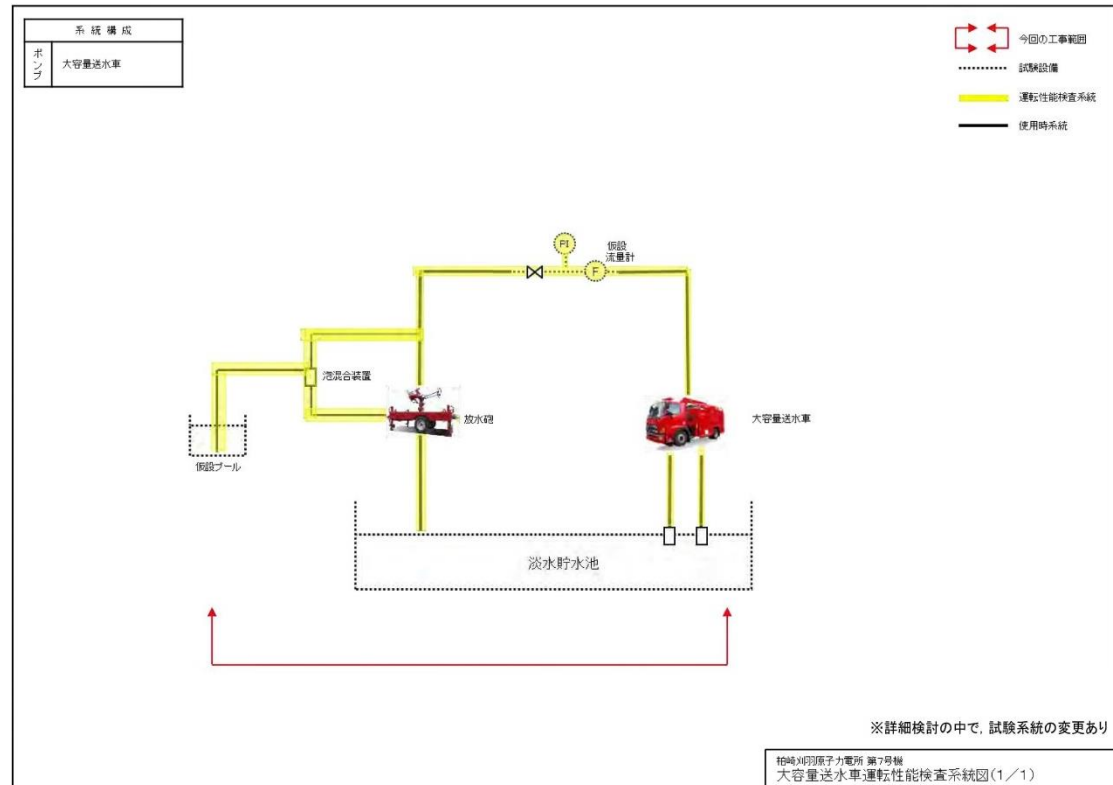 系統構成
ポンプ
大容量送水車
今回の工事範囲
試験設備
運転性能検査系統
使用時系統
PI
仮設
流量計
F
泡混合装置
放水砲
大容量送水車
仮設プール
淡水貯水池
※詳細検討の中で,試験系統の変更あり
柏崎刈羽原子力電所 第7号機
大容量送水車運転性能検査系統図(1/1)